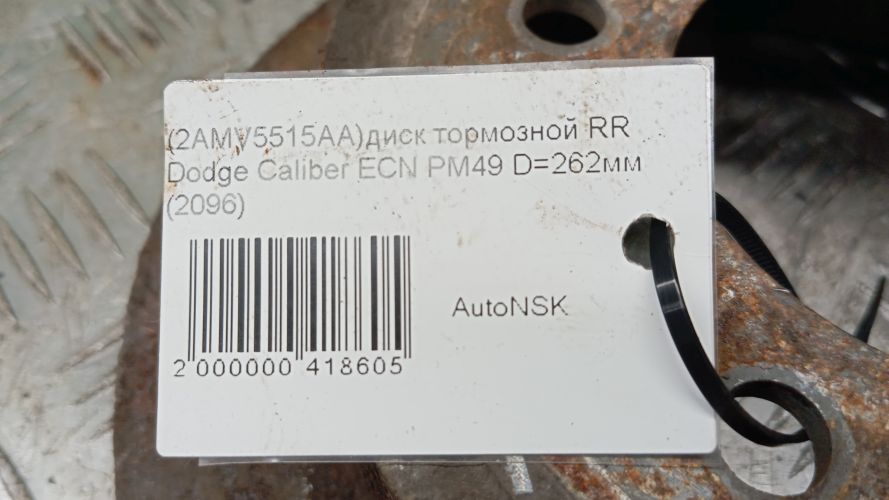 (2AMV5515AA)диск тормозной RR
Dodge Caliber ECN PM49 D=262мм
(2096)
2 000000 418605
AutoNSK